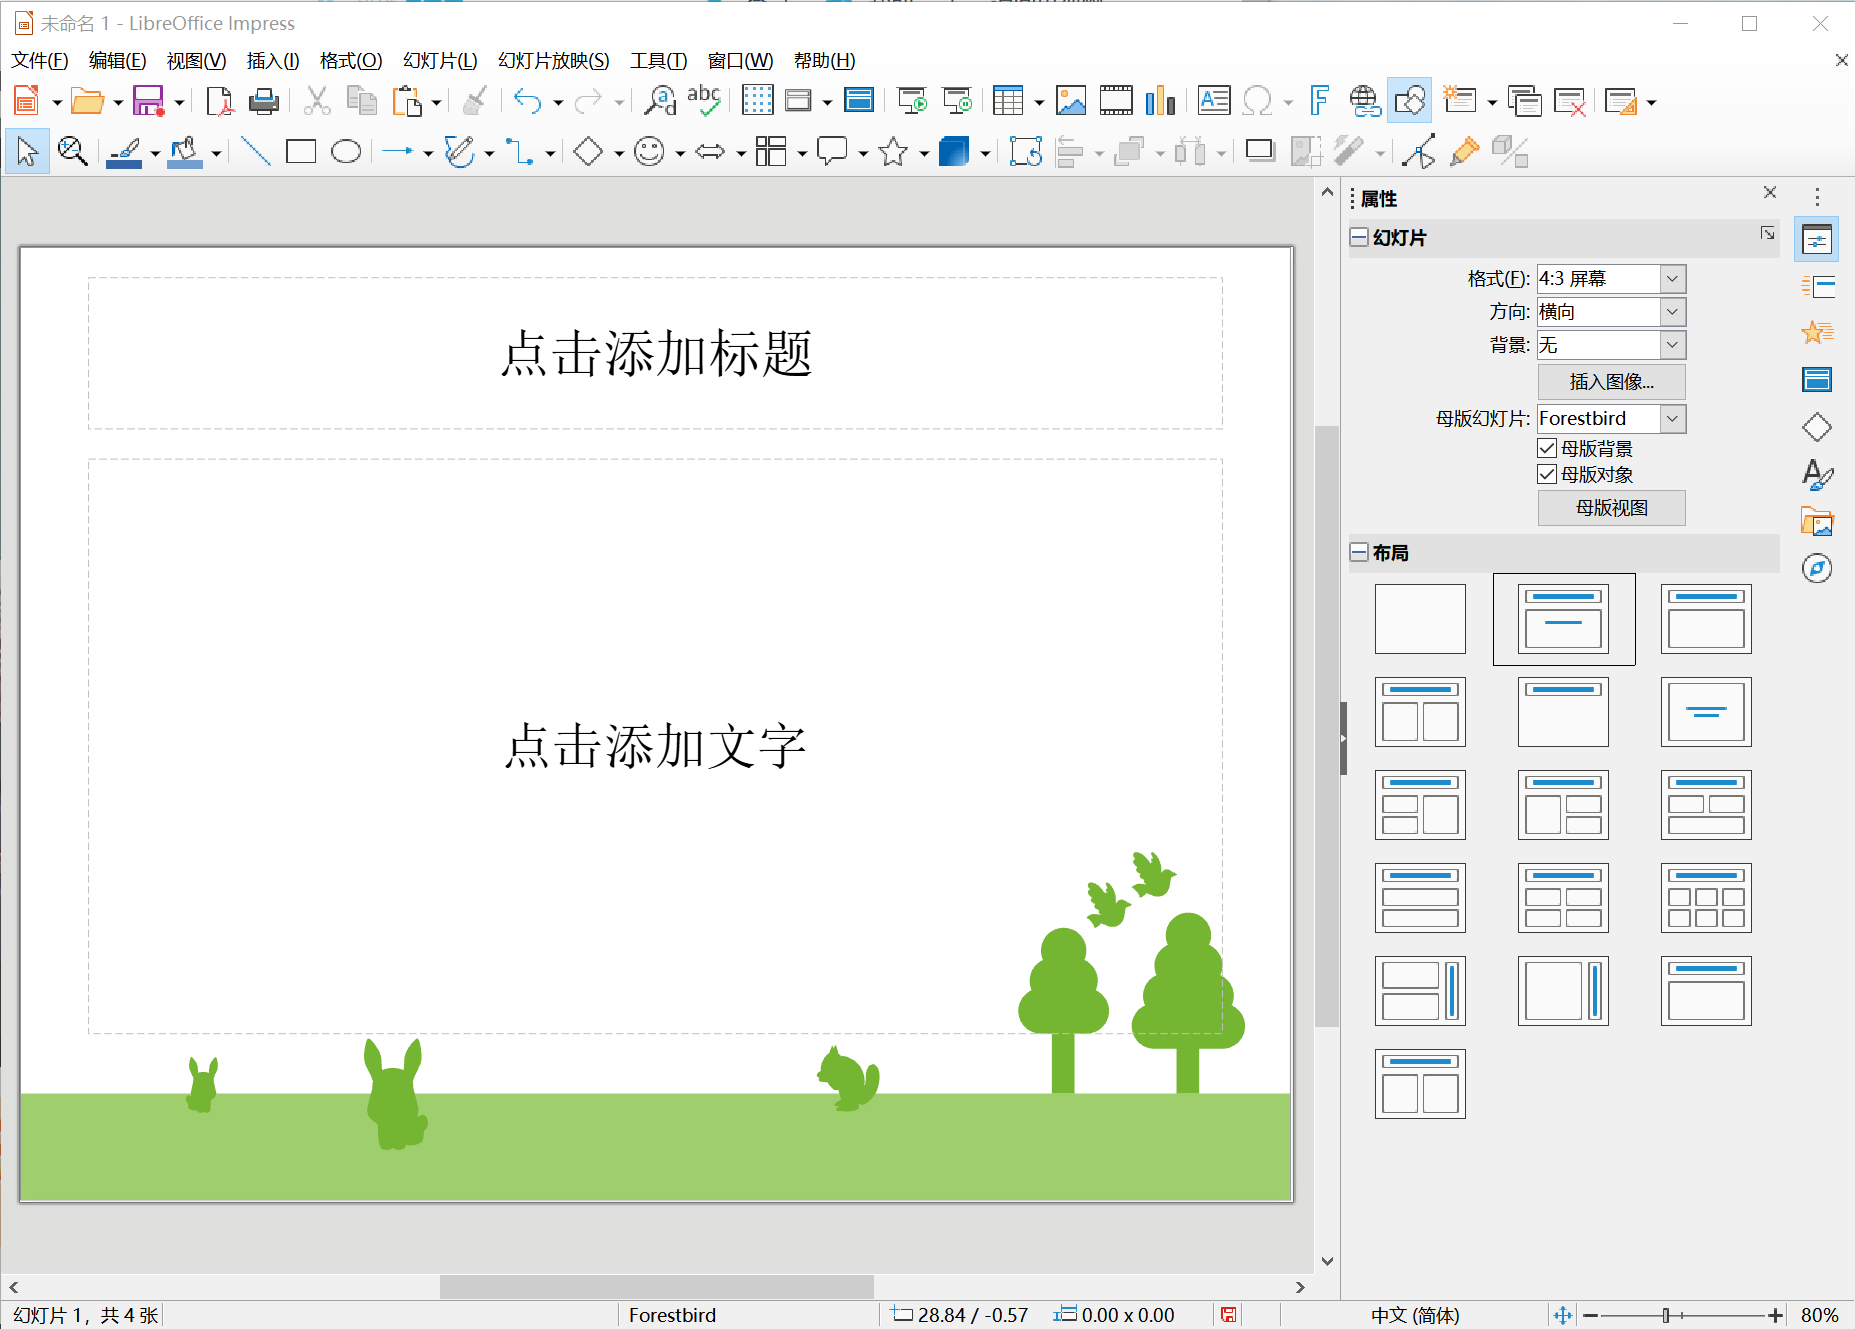 未命名 1 - LibreOffice Impress
文件(F) 编辑(E) 视图(V) 插入(I) 格式(O) 幻灯片(L) 幻灯片放映(S) 工具(T) 窗口(W) 帮助(H)
属性
幻灯片
格式(F): 4:3 屏幕
方向: 横向
背景: 无
插入图像...
母版幻灯片: Forestbird
母版背景
母版对象
母版视图
布局
点击添加标题
点击添加文字
幻灯片 1，共 4 张 Forestbird 28.84 / -0.57 0.00 x 0.00 中文 (简体) 80%